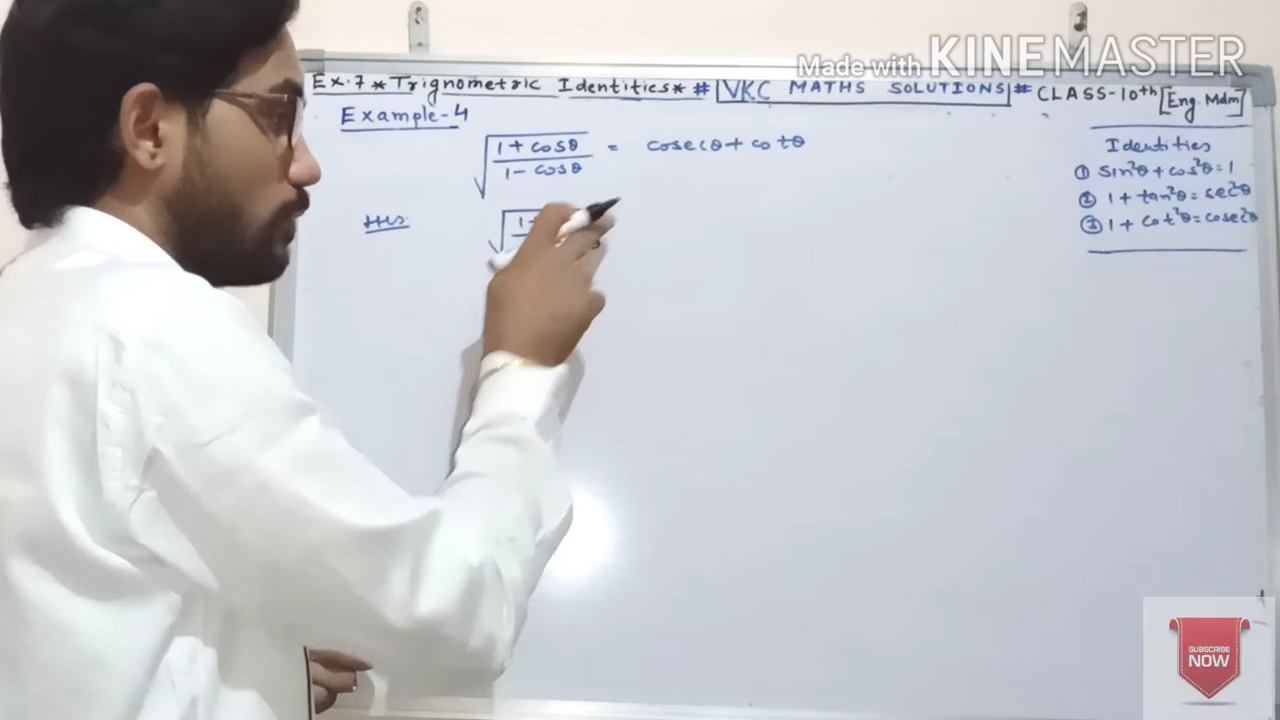 Made with KINEMASTER
Ex.7 * Trignometric Identities * # VKC MATHS SOLUTIONS # CLASS-10th [Eng. Mdm]
Example-4
√(1 + cosθ / 1 - cosθ) = cosecθ + cotθ
Identities
① sin²θ + cos²θ = 1
② 1 + tan²θ = sec²θ
③ 1 + cot²θ = cosec²θ
SUBSCRIBE
NOW